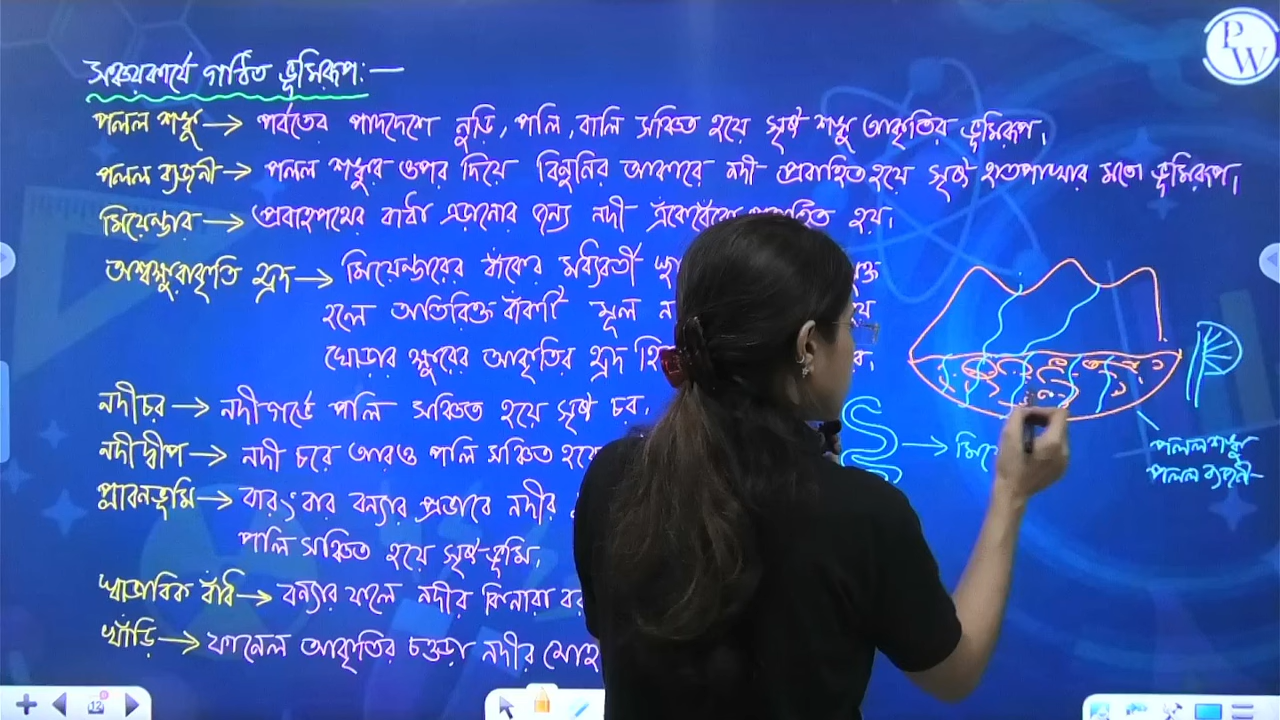 সঞ্চয়কার্যে গঠিত ভূমিরূপ:—
পলল শঙ্কু → পর্বতের পাদদেশে নুড়ি, পলি, বালি সঞ্চিত হয়ে সৃষ্ট শঙ্কু আকৃতির ভূমিরূপ।
পলল ব্যজনী → পলল শঙ্কুর ওপর দিয়ে বিনুনির আকারে নদী প্রবাহিত হয়ে সৃষ্ট হাতপাখার মতো ভূমিরূপ।
মিয়েন্ডার → প্রবাহপথের বাধা এড়ানোর জন্য নদী এঁকেবেঁকে প্রবাহিত হয়।
অশ্বক্ষুরাকৃতি হ্রদ → মিয়েন্ডারের বাঁকের মধ্যবর্তী
হলে অতিরিক্ত বাঁকটি মূল
ঘোড়ার ক্ষুরের আকৃতির হ্রদ
নদীচর → নদীগর্ভে পলি সঞ্চিত হয়ে সৃষ্ট চর।
নদীদ্বীপ → নদী চরে আরও পলি সঞ্চিত হয়ে
প্লাবনভূমি → বারংবার বন্যার প্রভাবে নদীর
পলি সঞ্চিত হয়ে সৃষ্ট ভূমি।
স্বাভাবিক বাঁধ → বন্যার ফলে নদীর কিনারা
খাঁড়ি → ফানেল আকৃতির চওড়া নদীর
পলল শঙ্কু
পলল ব্যজনী
PW
12